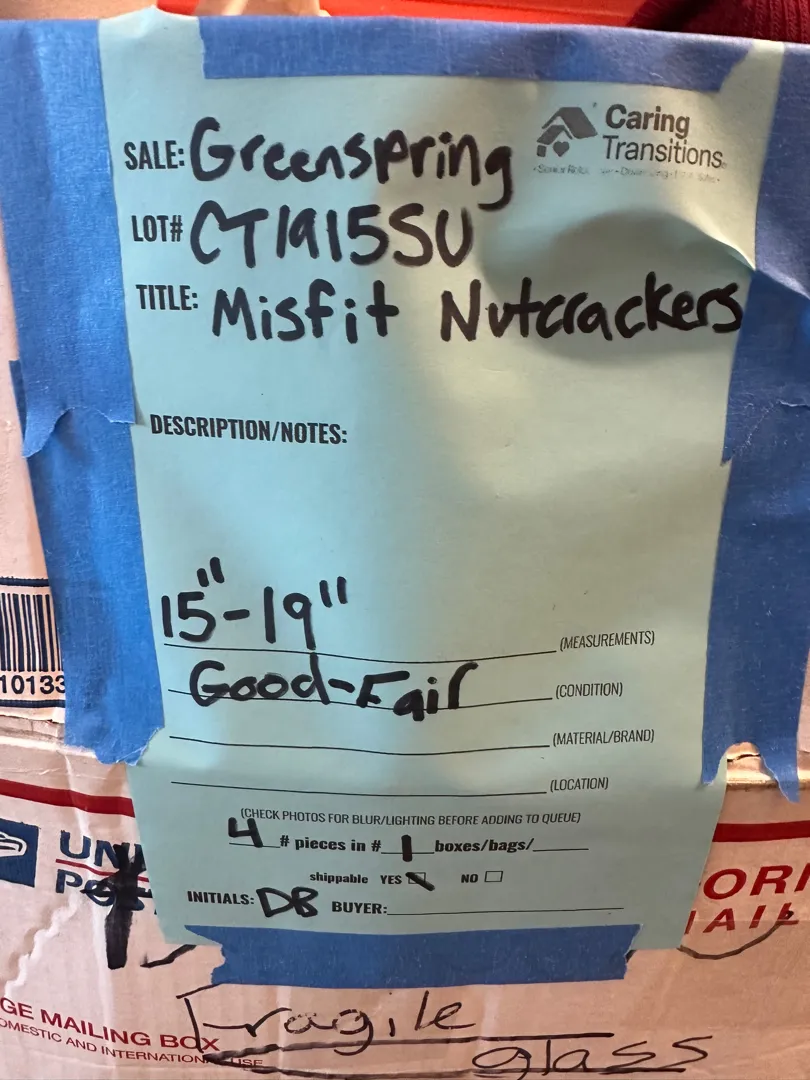 Caring
Transitions
SALE: Greenspring
LOT# CT1915SU
TITLE: Misfit Nutcrackers
DESCRIPTION/NOTES:
15"-19" (MEASUREMENTS)
Good-Fair (CONDITION)
(MATERIAL/BRAND)
(LOCATION)
(CHECK PHOTOS FOR BLUR/LIGHTING BEFORE ADDING TO QUEUE)
4 # pieces in # 1 boxes/bags/
shippable YES NO
INITIALS: DB BUYER:
10133
GE MAILING BOX
OMESTIC AND INTERNATIONAL USE
Fragile
glass